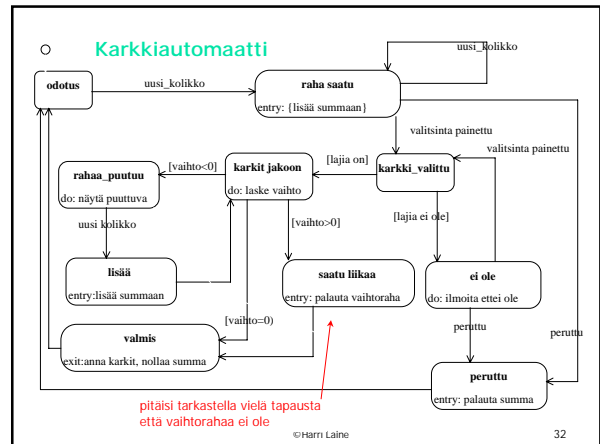 Karkkiautomaatti
uusi_kolikko
odotus
uusi_kolikko
raha saatu
entry: {lisää summaan}
valitsinta painettu
valitsinta painettu
[vaihto<0]
karkit jakoon
do: laske vaihto
[lajia on]
karkki_valittu
rahaa_puutuu
do: näytä puuttuva
[vaihto>0]
[lajia ei ole]
uusi kolikko
lisää
entry:lisää summaan
saatu liikaa
entry: palauta vaihtoraha
ei ole
do: ilmoita ettei ole
[vaihto=0)
valmis
exit:anna karkit, nollaa summa
peruttu
peruttu
peruttu
entry: palauta summa
pitäisi tarkastella vielä tapausta
että vaihtorahaa ei ole
©Harri Laine
32